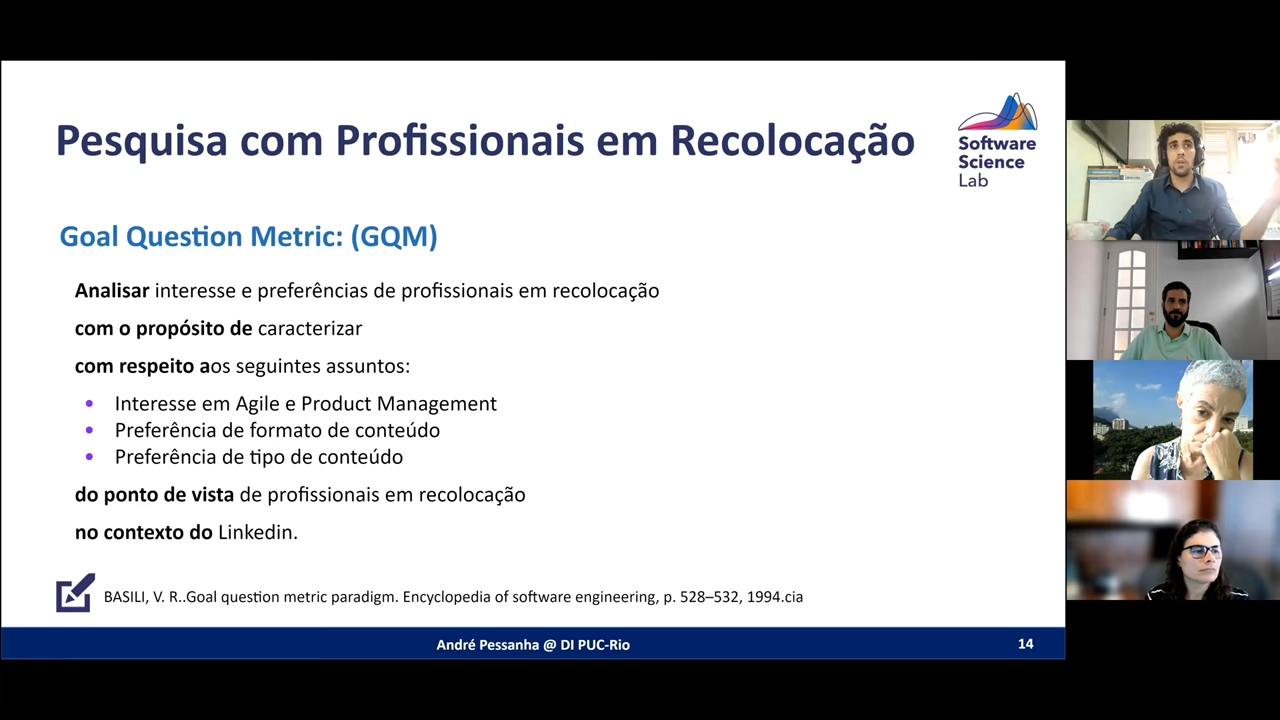 Pesquisa com Profissionais em Recolocação
Software
Science
Lab
Goal Question Metric: (GQM)
Analisar interesse e preferências de profissionais em recolocação
com o propósito de caracterizar
com respeito aos seguintes assuntos:
• Interesse em Agile e Product Management
• Preferência de formato de conteúdo
• Preferência de tipo de conteúdo
do ponto de vista de profissionais em recolocação
no contexto do Linkedin.
BASILI, V. R..Goal question metric paradigm. Encyclopedia of software engineering, p. 528–532, 1994.cia
André Pessanha @ DI PUC-Rio
14